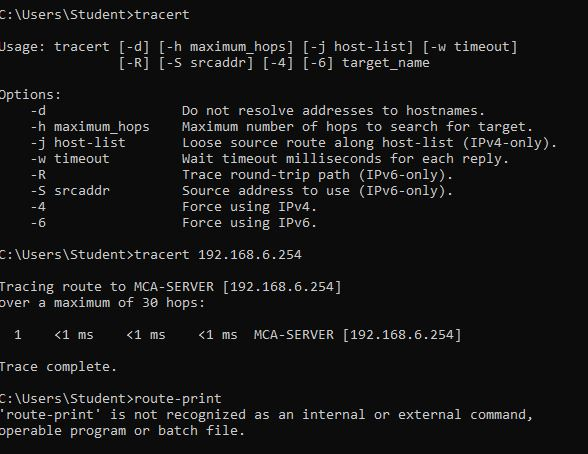 C:\Users\Student>tracert
Usage: tracert [-d] [-h maximum_hops] [-j host-list] [-w timeout]
[-R] [-S srcaddr] [-4] [-6] target_name
Options:
-d Do not resolve addresses to hostnames.
-h maximum_hops Maximum number of hops to search for target.
-j host-list Loose source route along host-list (IPv4-only).
-w timeout Wait timeout milliseconds for each reply.
-R Trace round-trip path (IPv6-only).
-S srcaddr Source address to use (IPv6-only).
-4 Force using IPv4.
-6 Force using IPv6.
C:\Users\Student>tracert 192.168.6.254
Tracing route to MCA-SERVER [192.168.6.254]
over a maximum of 30 hops:
1 <1 ms <1 ms <1 ms MCA-SERVER [192.168.6.254]
Trace complete.
C:\Users\Student>route-print
'route-print' is not recognized as an internal or external command,
operable program or batch file.